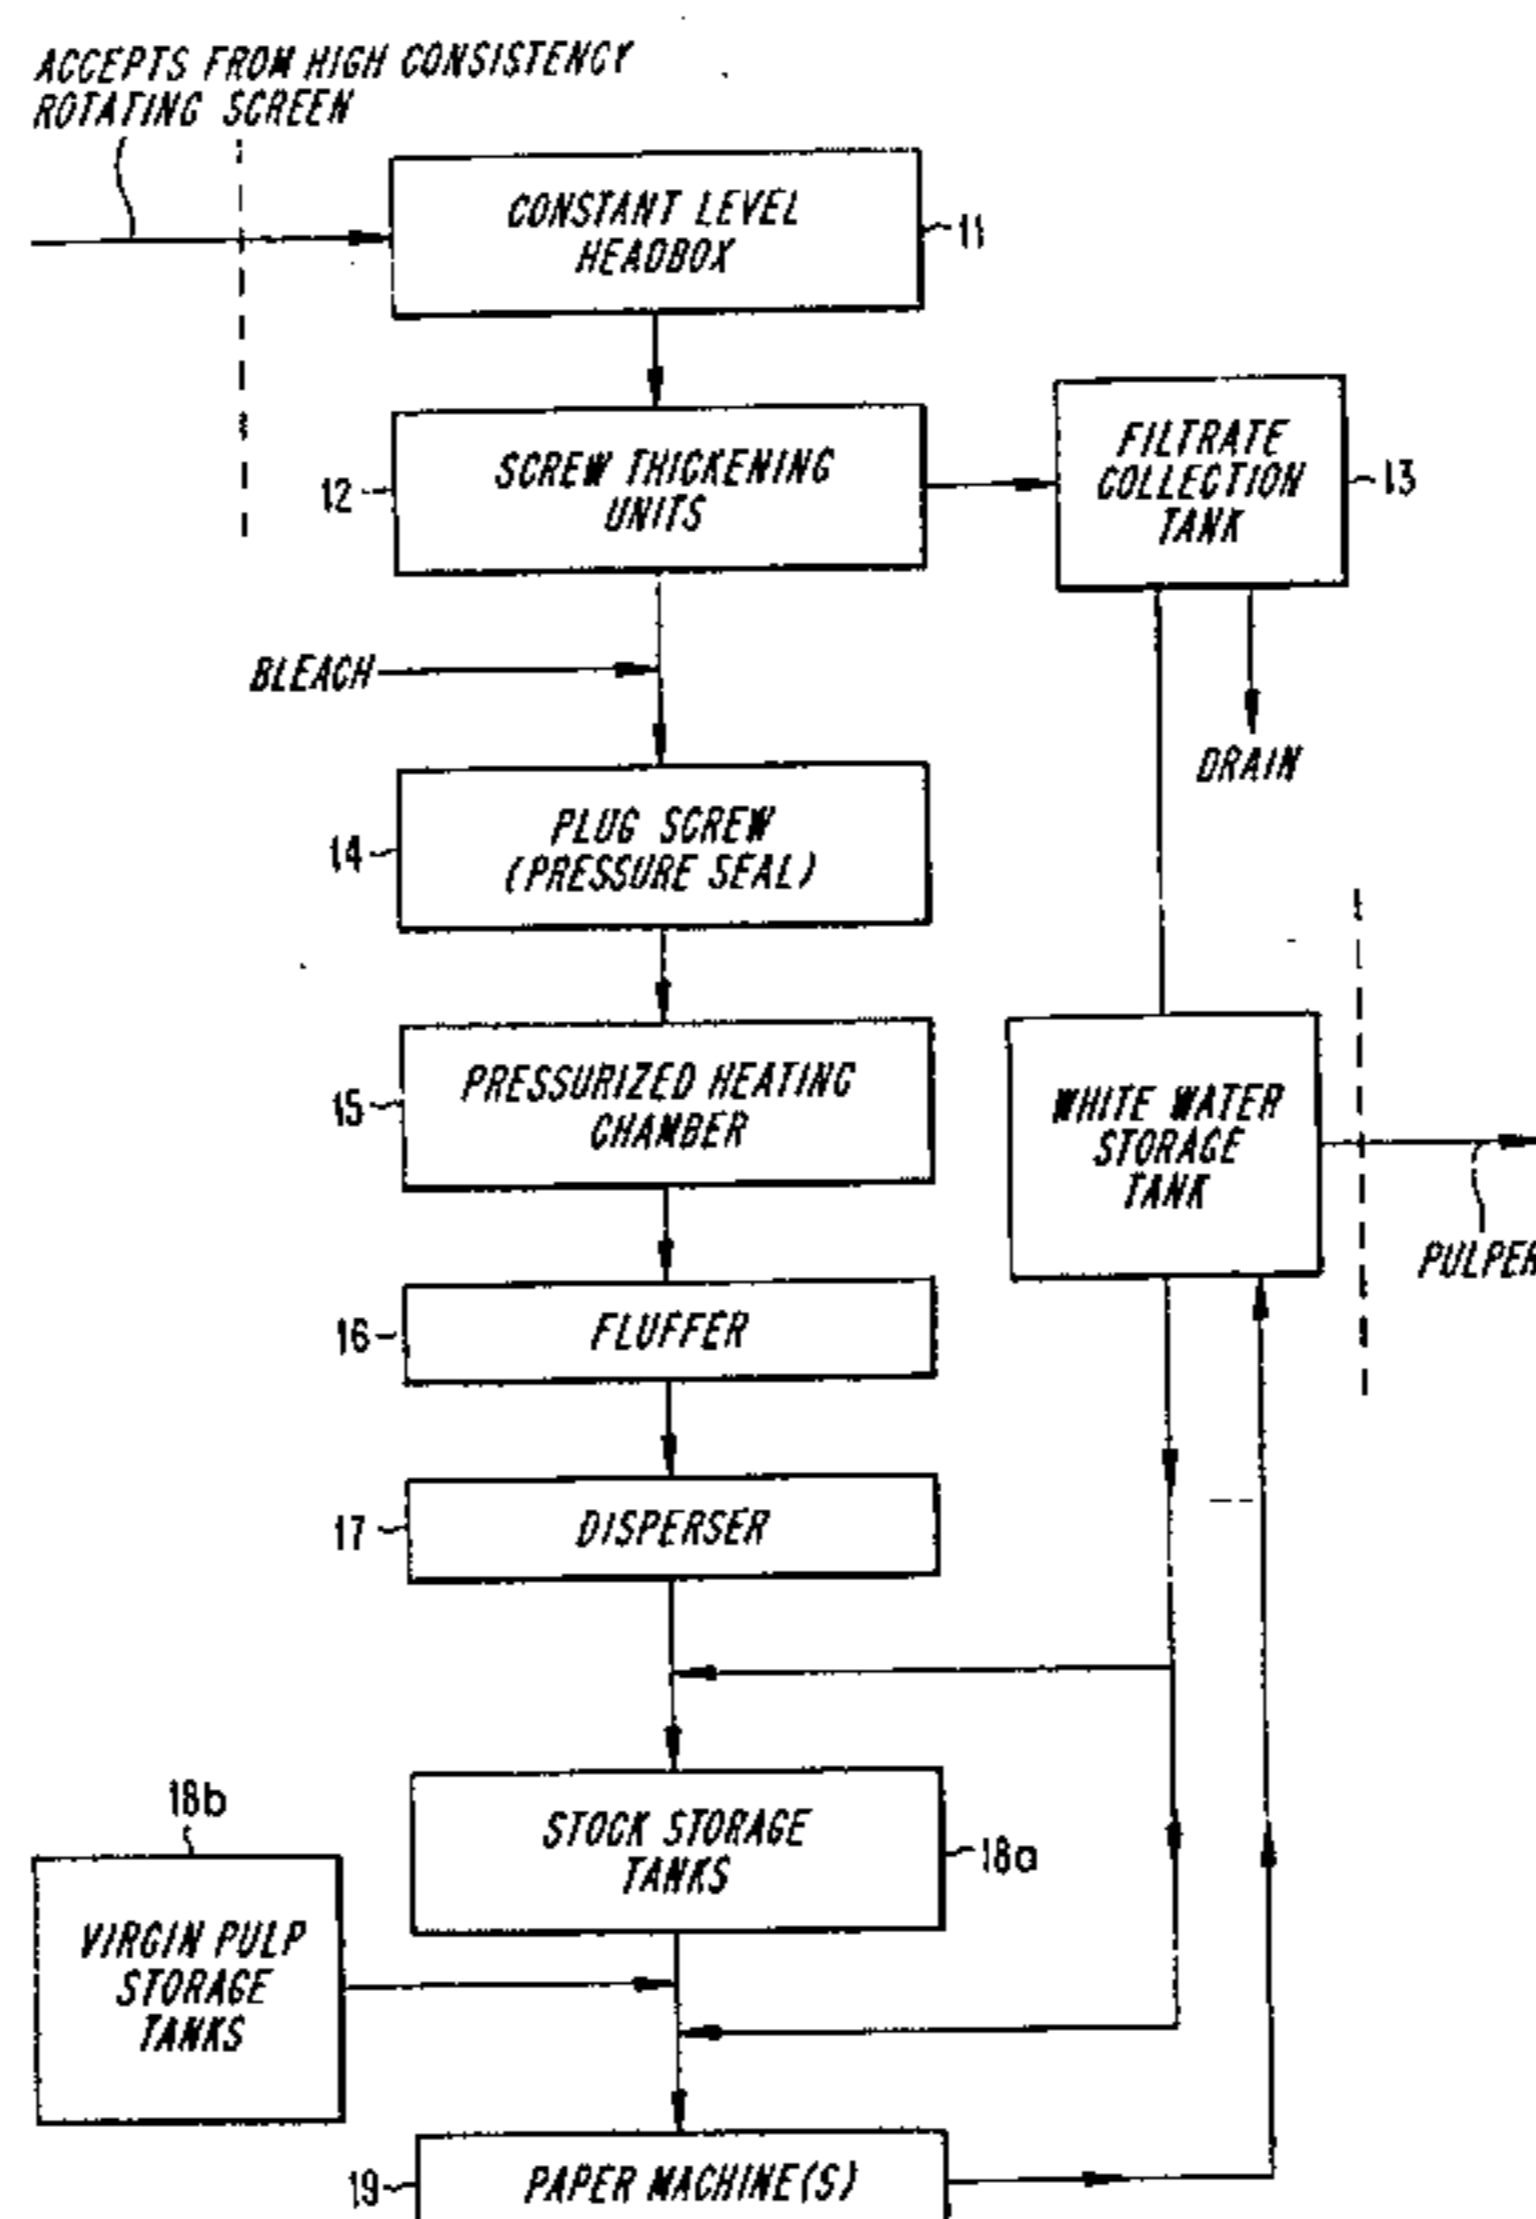 ACCEPTS FROM HIGH CONSISTENCY
ROTATING SCREEN
CONSTANT LEVEL
HEADBOX
11
SCREW THICKENING
UNITS
12
FILTRATE
COLLECTION
TANK
13
BLEACH
DRAIN
PLUG SCREW
(PRESSURE SEAL)
14
PRESSURIZED HEATING
CHAMBER
15
WHITE WATER
STORAGE
TANK
PULPER
FLUFFER
16
DISPERSER
17
STOCK STORAGE
TANKS
18a
18b
VIRGIN PULP
STORAGE
TANKS
PAPER MACHINE(S)
19